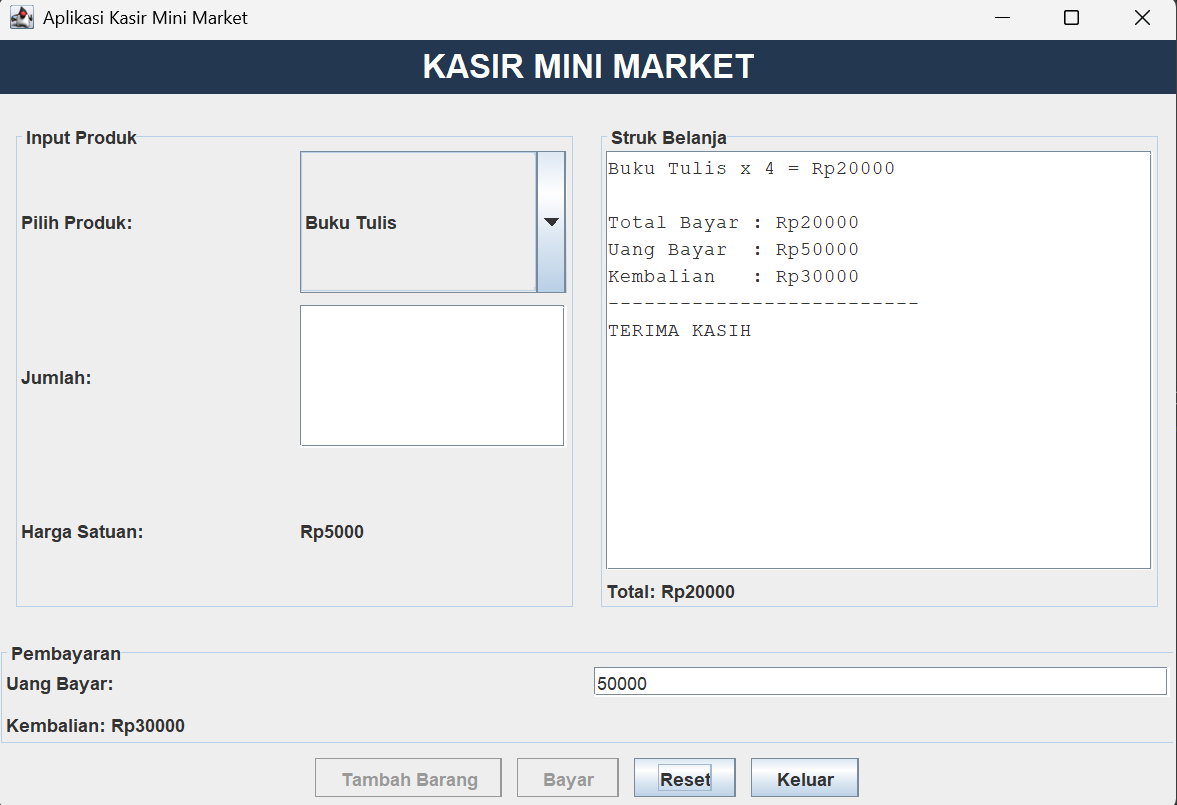 Aplikasi Kasir Mini Market
KASIR MINI MARKET
Input Produk
Pilih Produk:
Buku Tulis
Jumlah:
Harga Satuan:
Rp5000
Struk Belanja
Buku Tulis x 4 = Rp20000
Total Bayar : Rp20000
Uang Bayar  : Rp50000
Kembalian   : Rp30000
--------------------------
TERIMA KASIH
Total: Rp20000
Pembayaran
Uang Bayar:
50000
Kembalian: Rp30000
Tambah Barang
Bayar
Reset
Keluar